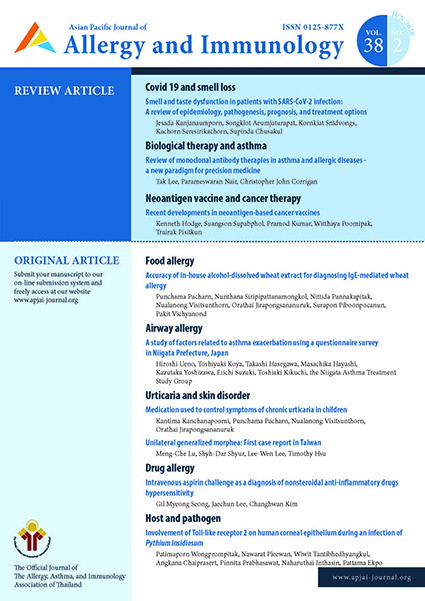 Asian Pacific Journal of
ISSN 0125-877X
Allergy and Immunology
VOL.
38
NO.
2
JUN 2020
REVIEW ARTICLE
Covid 19 and smell loss
Smell and taste dysfunction in patients with SARS-CoV-2 infection:
A review of epidemiology, pathogenesis, prognosis, and treatment options
Jesada Kanjanaumporn, Songklot Aeumjaturapat, Kornkiat Snidvongs,
Kachorn Seresirikachorn, Supinda Chusakul
Biological therapy and asthma
Review of monoclonal antibody therapies in asthma and allergic diseases -
a new paradigm for precision medicine
Tak Lee, Parameswaran Nair, Christopher John Corrigan
Neoantigen vaccine and cancer therapy
Recent developments in neoantigen-based cancer vaccines
Kenneth Hodge, Suangson Supabphol, Pramod Kumar, Witthaya Poomipak,
Trairak Pisitkun
ORIGINAL ARTICLE
Submit your manuscript to our
on-line submission system and
freely access at our website
www.apjai-journal.org
Food allergy
Accuracy of in-house alcohol-dissolved wheat extract for diagnosing IgE-mediated wheat
allergy
Punchama Pacharn, Nunthana Siripipattanamongkol, Nittida Pannakapitak,
Nualanong Visitsunthorn, Orathai Jirapongsananuruk, Surapon Piboonpocanun,
Pakit Vichyanond
Airway allergy
A study of factors related to asthma exacerbation using a questionnaire survey
in Niigata Prefecture, Japan
Hiroshi Ueno, Toshiyuki Koya, Takashi Hasegawa, Masachika Hayashi,
Kazutaka Yoshizawa, Eiichi Suzuki, Toshiaki Kikuchi, the Niigata Asthma Treatment
Study Group
Urticaria and skin disorder
Medication used to control symptoms of chronic urticaria in children
Kantima Kanchanapoomi, Punchama Pacharn, Nualanong Visitsunthorn,
Orathai Jirapongsananuruk
Unilateral generalized morphea: First case report in Taiwan
Meng-Che Lu, Shyh-Dar Shyur, Lee-Wen Lee, Timothy Hsu
Drug allergy
Intravenous aspirin challenge as a diagnosis of nonsteroidal anti-inflammatory drugs
hypersensitivity
Gil Myeong Seong, Jaechun Lee, Changhwan Kim
Host and pathogen
Involvement of Toll-like receptor 2 on human corneal epithelium during an infection of
Pythium insidiosum
Patimaporn Wongprompitak, Nawarat Pleewan, Wiwit Tantibhedhyangkul,
Angkana Chaiprasert, Pinnita Prabhasawat, Naharuthai Inthasin, Pattama Ekpo
The Official Journal of
The Allergy, Asthma, and Immunology
Association of Thailand
www.apjai-journal.org